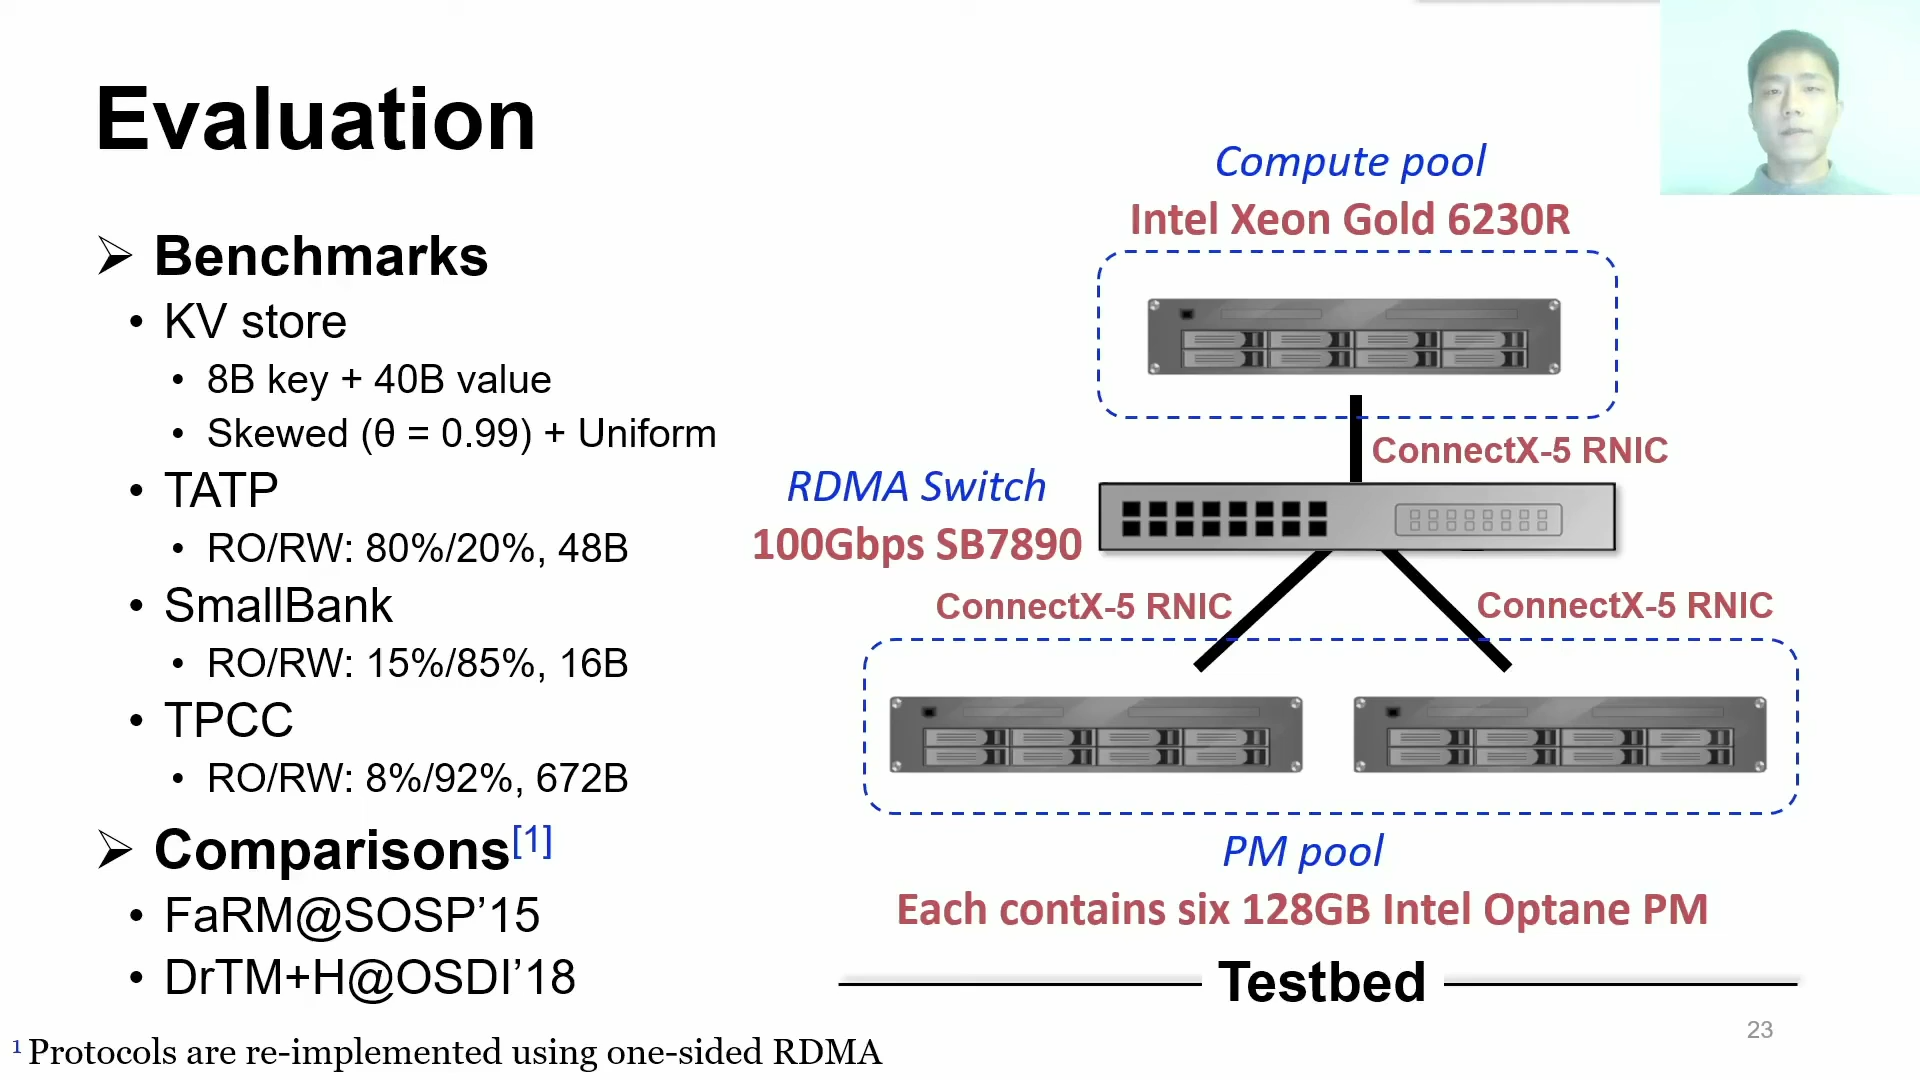 Evaluation
➢ Benchmarks
• KV store
• 8B key + 40B value
• Skewed (θ = 0.99) + Uniform
• TATP
• RO/RW: 80%/20%, 48B
• SmallBank
• RO/RW: 15%/85%, 16B
• TPCC
• RO/RW: 8%/92%, 672B
➢ Comparisons[1]
• FaRM@SOSP’15
• DrTM+H@OSDI’18
1 Protocols are re-implemented using one-sided RDMA
Compute pool
Intel Xeon Gold 6230R
ConnectX-5 RNIC
RDMA Switch
100Gbps SB7890
ConnectX-5 RNIC
ConnectX-5 RNIC
PM pool
Each contains six 128GB Intel Optane PM
Testbed
23